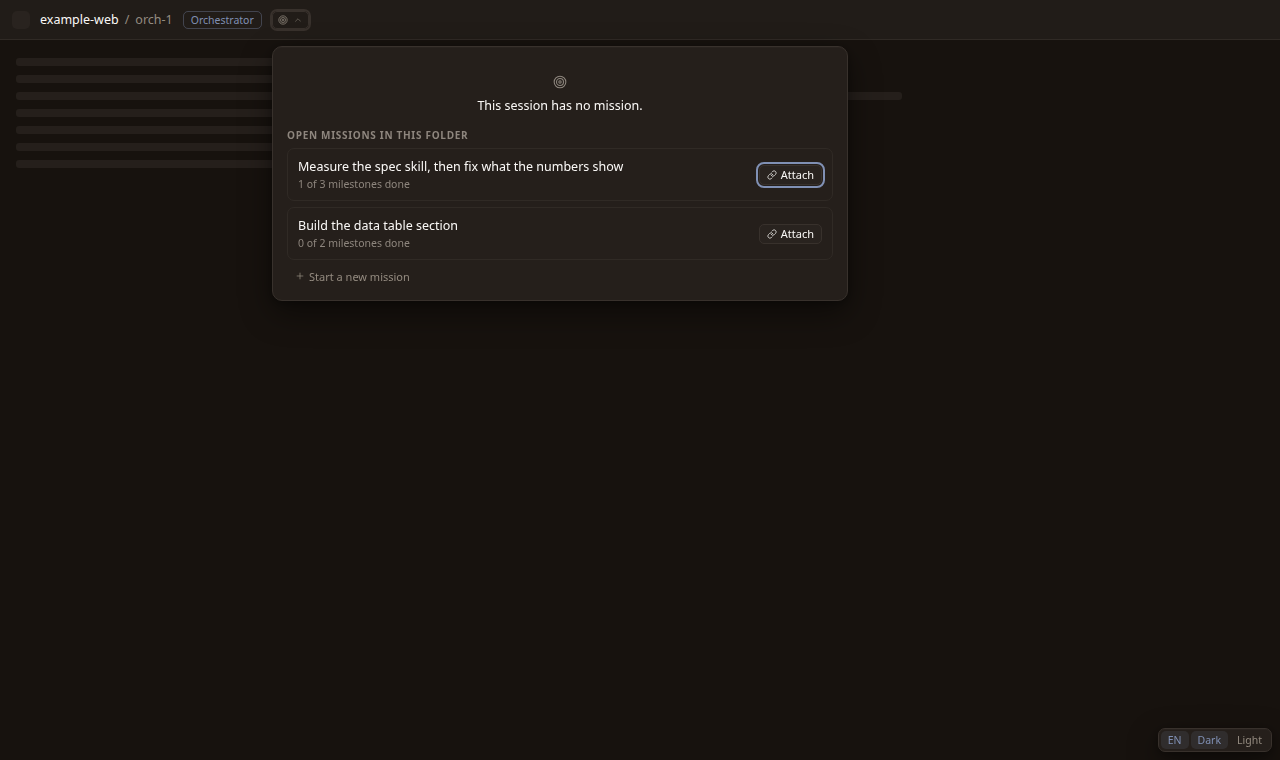 example-web / orch-1 Orchestrator
This session has no mission.
OPEN MISSIONS IN THIS FOLDER
Measure the spec skill, then fix what the numbers show
1 of 3 milestones done
Attach
Build the data table section
0 of 2 milestones done
Attach
+ Start a new mission
EN Dark Light